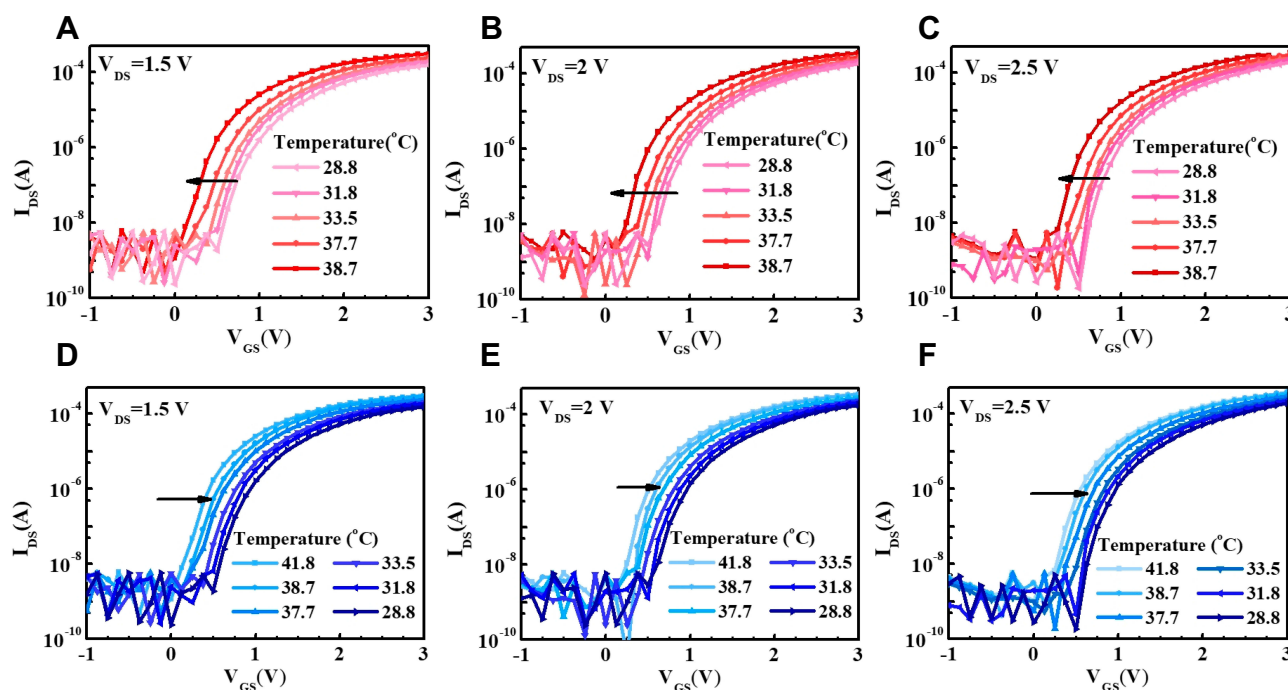 A
V_DS=1.5 V
I_DS(A)
10^-4
10^-6
10^-8
10^-10
Temperature(°C)
28.8
31.8
33.5
37.7
38.7
-1 0 1 2 3
V_GS(V)
B
V_DS=2 V
I_DS(A)
10^-4
10^-6
10^-8
10^-10
Temperature(°C)
28.8
31.8
33.5
37.7
38.7
-1 0 1 2 3
V_GS(V)
C
V_DS=2.5 V
I_DS(A)
10^-4
10^-6
10^-8
10^-10
Temperature(°C)
28.8
31.8
33.5
37.7
38.7
-1 0 1 2 3
V_GS(V)
D
V_DS=1.5 V
I_DS(A)
10^-4
10^-6
10^-8
10^-10
Temperature (°C)
41.8 33.5
38.7 31.8
37.7 28.8
-1 0 1 2 3
V_GS(V)
E
V_DS=2 V
I_DS(A)
10^-4
10^-6
10^-8
10^-10
Temperature (°C)
41.8 33.5
38.7 31.8
37.7 28.8
-1 0 1 2 3
V_GS(V)
F
V_DS=2.5 V
I_DS(A)
10^-4
10^-6
10^-8
10^-10
Temperature (°C)
41.8 33.5
38.7 31.8
37.7 28.8
-1 0 1 2 3
V_GS(V)